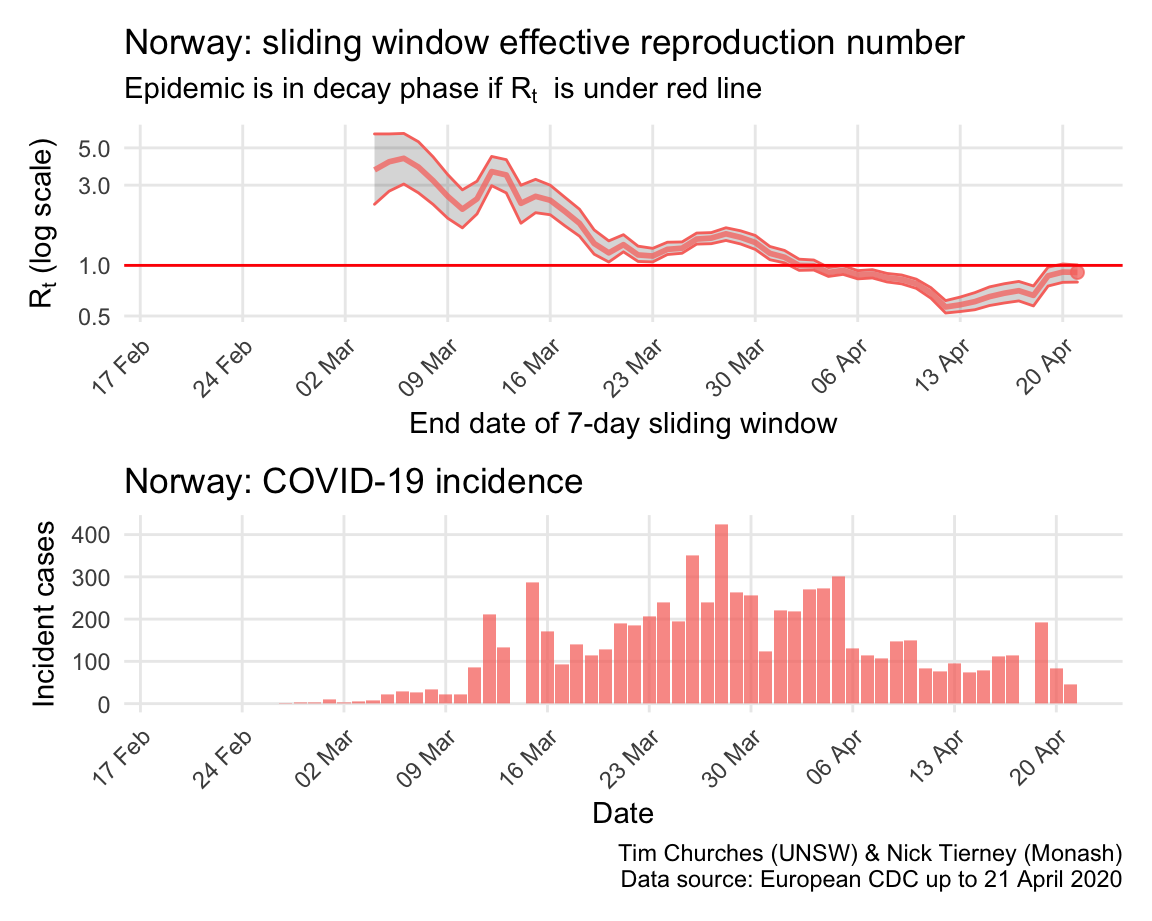 Norway: sliding window effective reproduction number
Epidemic is in decay phase if Rt is under red line
Rt (log scale)
5.0
3.0
1.0
0.5
17 Feb
24 Feb
02 Mar
09 Mar
16 Mar
23 Mar
30 Mar
06 Apr
13 Apr
20 Apr
End date of 7-day sliding window
Norway: COVID-19 incidence
Incident cases
400
300
200
100
0
17 Feb
24 Feb
02 Mar
09 Mar
16 Mar
23 Mar
30 Mar
06 Apr
13 Apr
20 Apr
Date
Tim Churches (UNSW) & Nick Tierney (Monash)
Data source: European CDC up to 21 April 2020